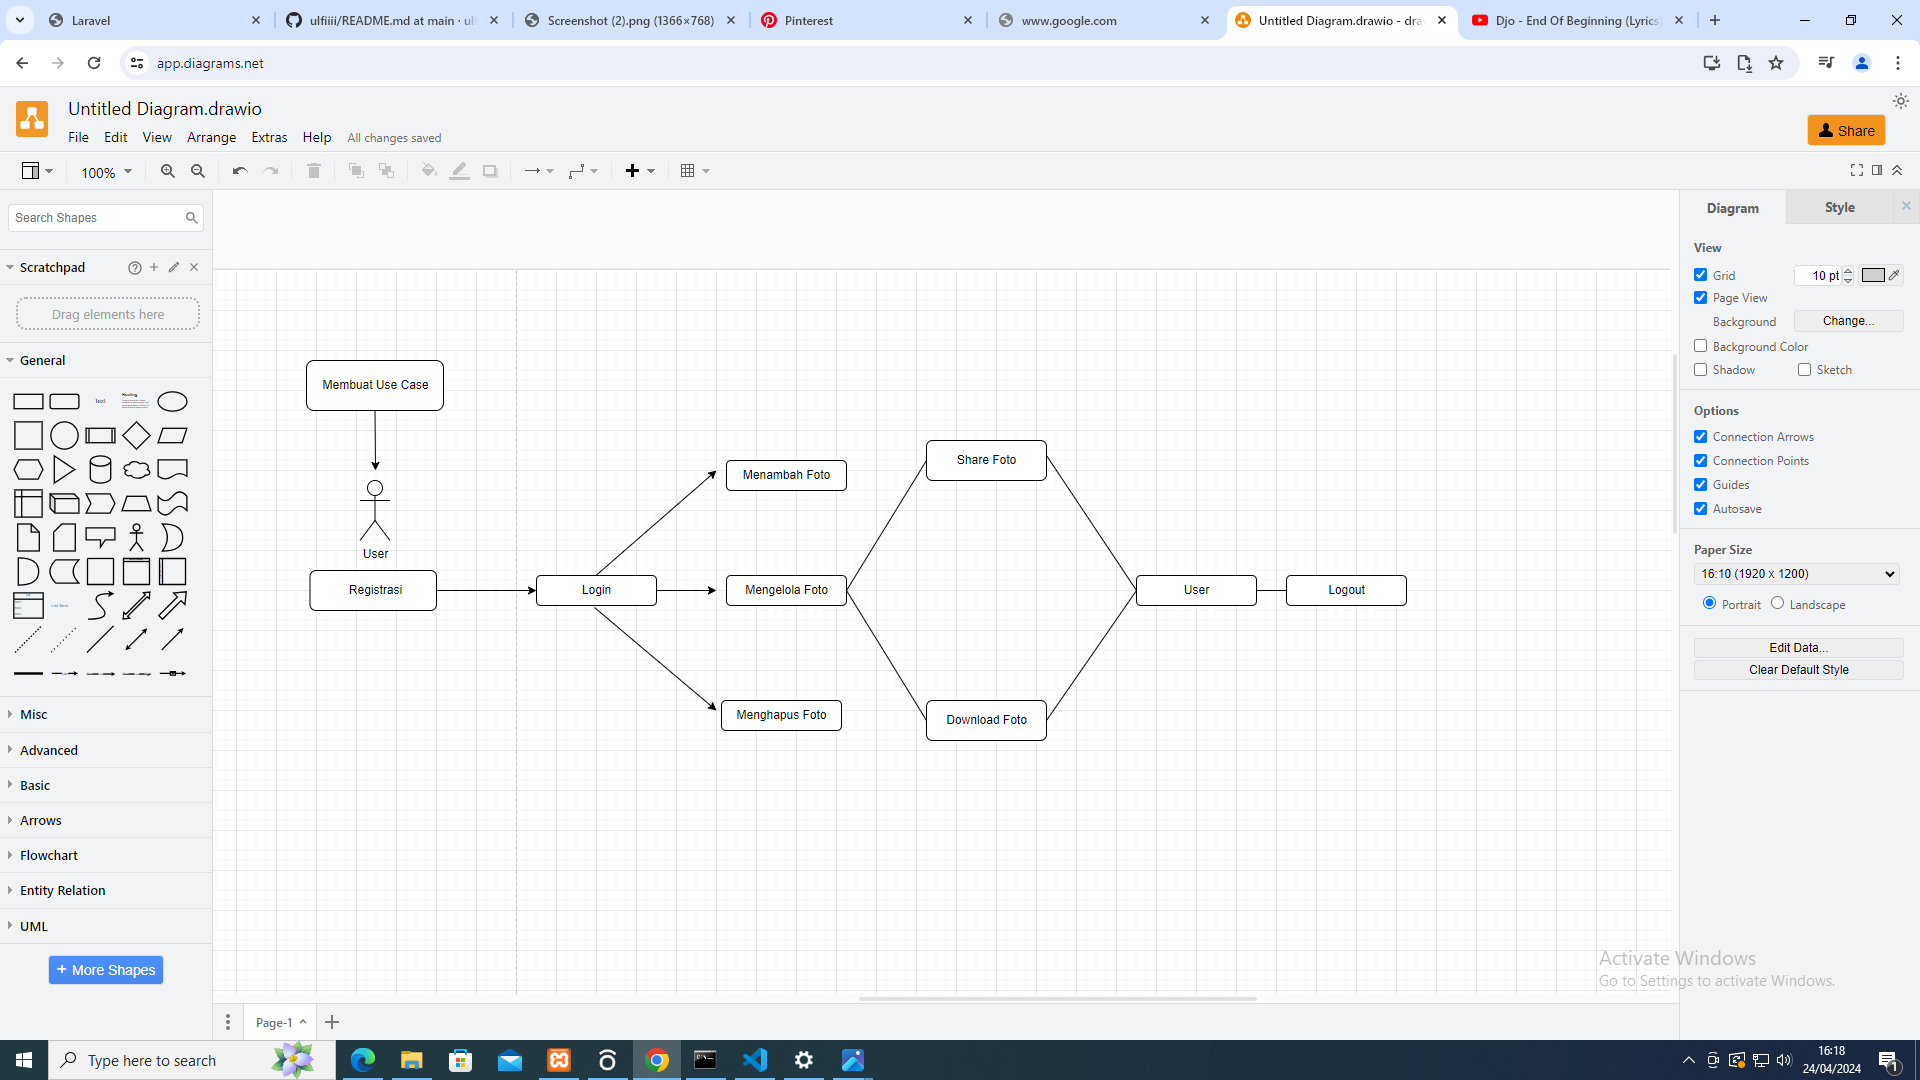 Laravel
ulfiiii/README.md at main · ul
Screenshot (2).png (1366×768)
Pinterest
www.google.com
Untitled Diagram.drawio - dra
Djo - End Of Beginning (Lyrics)
app.diagrams.net
Untitled Diagram.drawio
File Edit View Arrange Extras Help All changes saved
Share
100%
Search Shapes
Scratchpad
Drag elements here
General
Text
Heading
Misc
Advanced
Basic
Arrows
Flowchart
Entity Relation
UML
+ More Shapes
Membuat Use Case
User
Registrasi
Login
Menambah Foto
Mengelola Foto
Menghapus Foto
Share Foto
Download Foto
User
Logout
Diagram
Style
View
Grid
10 pt
Page View
Background
Change...
Background Color
Shadow
Sketch
Options
Connection Arrows
Connection Points
Guides
Autosave
Paper Size
16:10 (1920 x 1200)
Portrait
Landscape
Edit Data...
Clear Default Style
Activate Windows
Go to Settings to activate Windows.
Page-1
Type here to search
16:18
24/04/2024
1